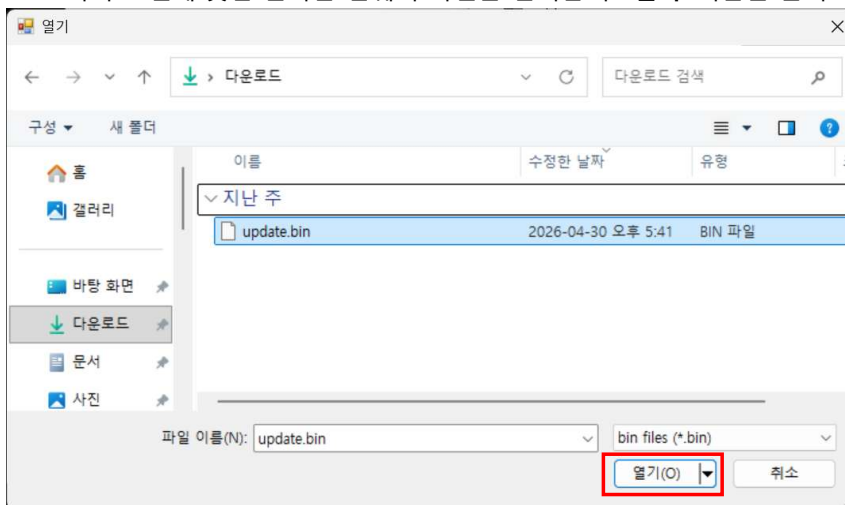 열기
다운로드
다운로드 검색
구성 새 폴더
이름 수정한 날짜 유형
홈
갤러리
지난 주
update.bin 2026-04-30 오후 5:41 BIN 파일
바탕 화면
다운로드
문서
사진
파일 이름(N): update.bin bin files (*.bin)
열기(O) 취소